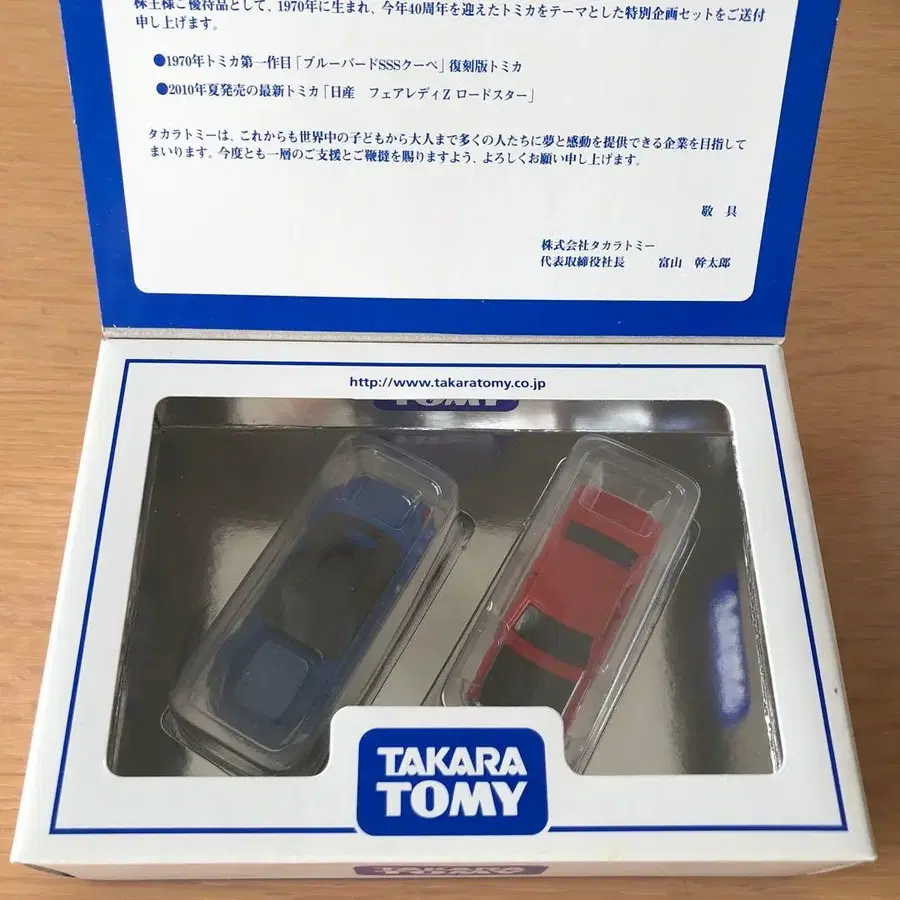 株主様ご優待品として、1970年に生まれ、今年40周年を迎えたトミカをテーマとした特別企画セットをご送付
申し上げます。
●1970年トミカ第一作目「ブルーバードSSSクーペ」復刻版トミカ
●2010年夏発売の最新トミカ「日産 フェアレディZ ロードスター」
タカラトミーは、これからも世界中の子どもから大人まで多くの人たちに夢と感動を提供できる企業を目指して
まいります。今度とも一層のご支援とご鞭撻を賜りますよう、よろしくお願い申し上げます。
敬 具
株式会社タカラトミー
代表取締役社長 富山 幹太郎
http://www.takaratomy.co.jp
TOMY
TAKARA
TOMY
TAKARA